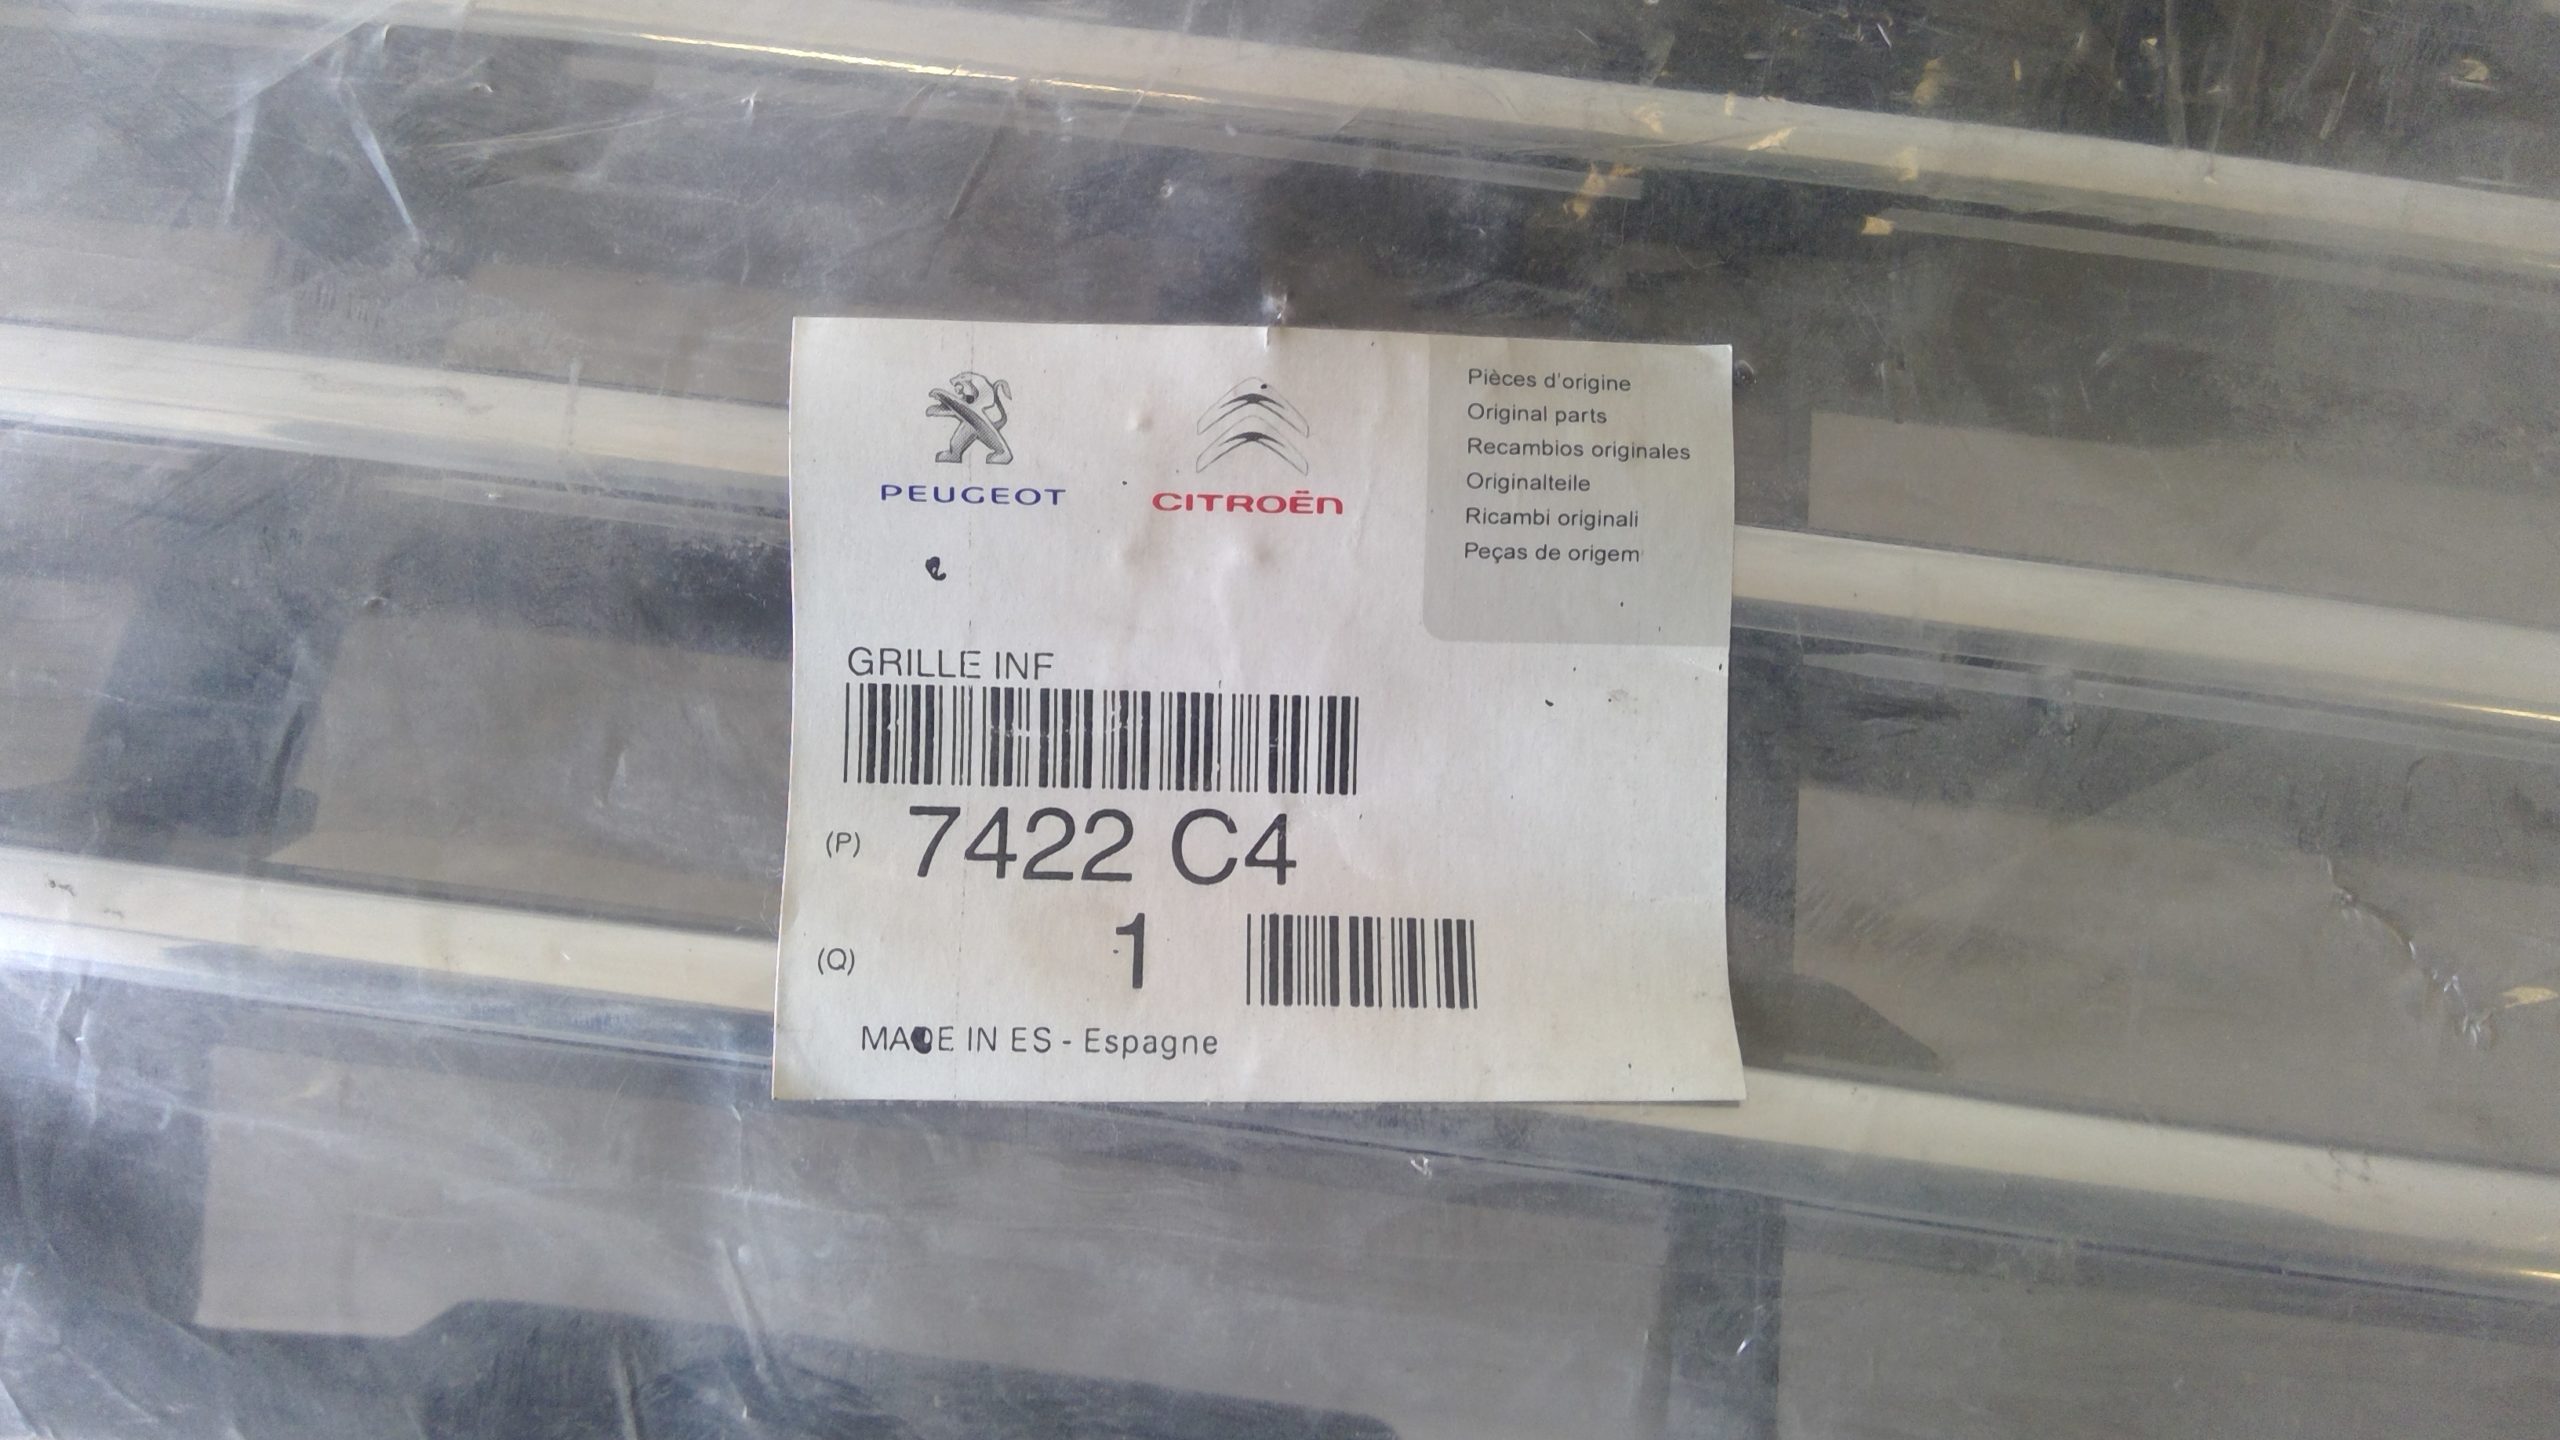 PEUGEOT
CITROËN
Pièces d'origine
Original parts
Recambios originales
Originalteile
Ricambi originali
Peças de origem
GRILLE INF
(P) 7422 C4
(Q) 1
MADE IN ES - Espagne